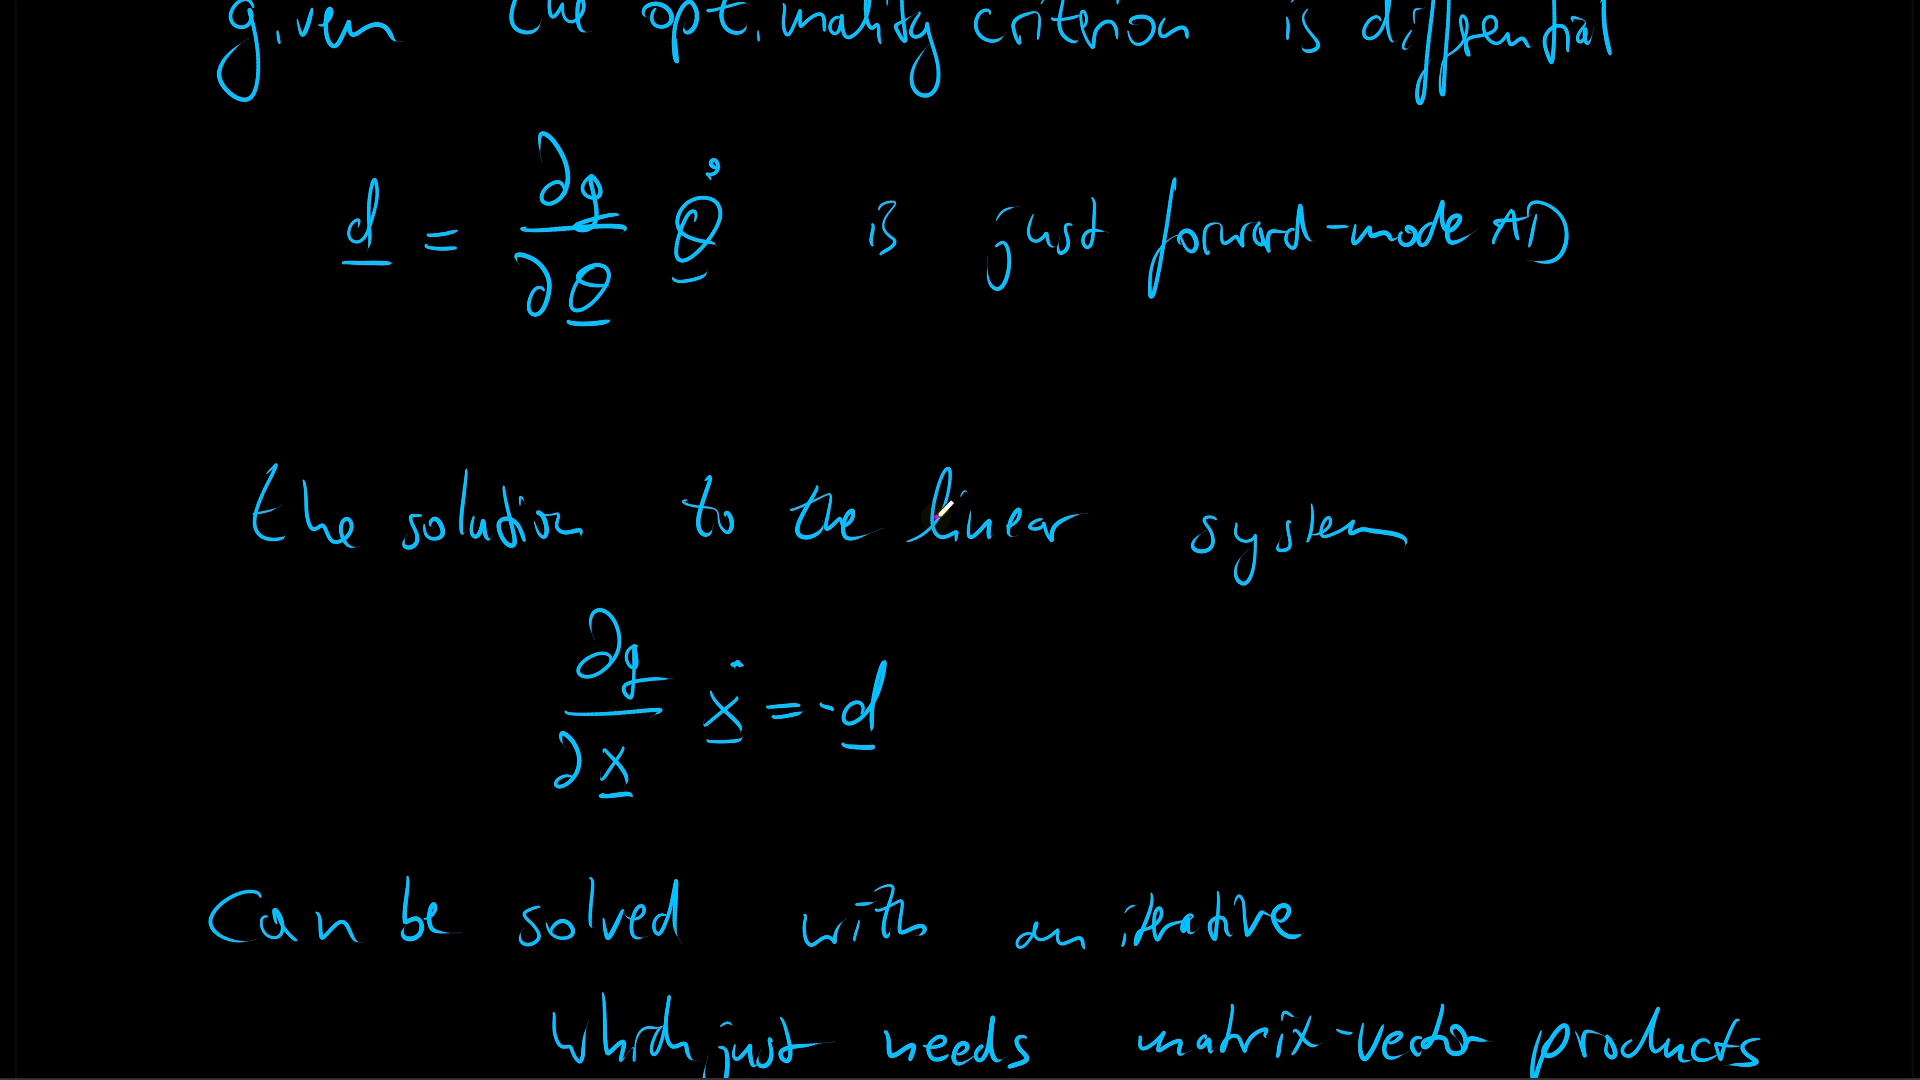 given the optimality criterion is differential
d = ∂g/∂θ θ̇ is just forward-mode AD
the solution to the linear system
∂g/∂x ẋ = -d
Can be solved with an iterative
which just needs matrix-vector products